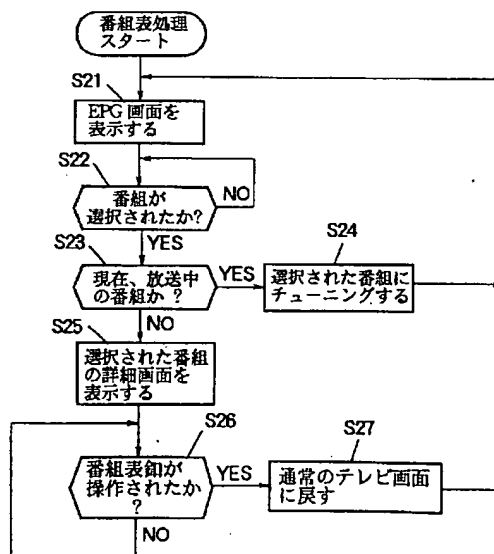 番組表処理
スタート
S21
EPG画面を
表示する
S22
番組が
選択されたか?
NO
YES
S23
現在、放送中
の番組か ?
YES
NO
S24
選択された番組に
チューニングする
S25
選択された番組
の詳細画面を
表示する
S26
番組表釦が
操作されたか
?
YES
NO
S27
通常のテレビ画面
に戻す